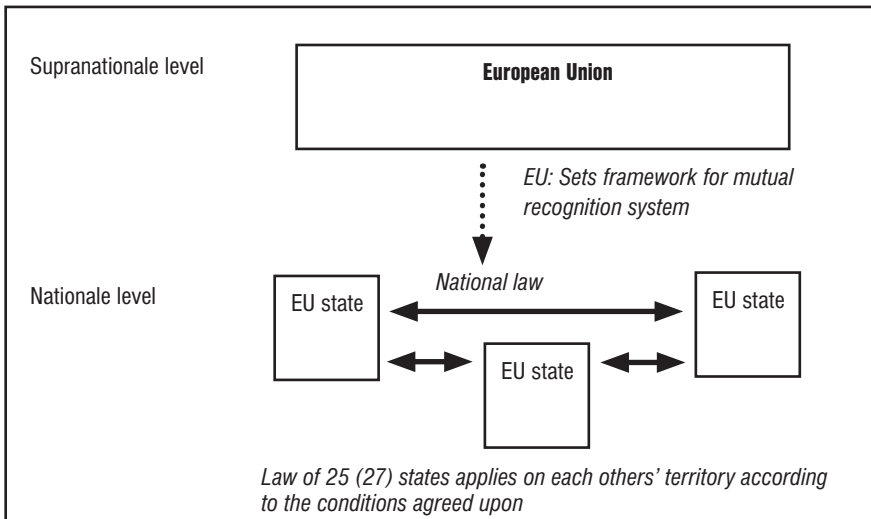 Supranationale level
European Union
EU: Sets framework for mutual
recognition system
Nationale level
National law
EU state
EU state
EU state
Law of 25 (27) states applies on each others' territory according
to the conditions agreed upon